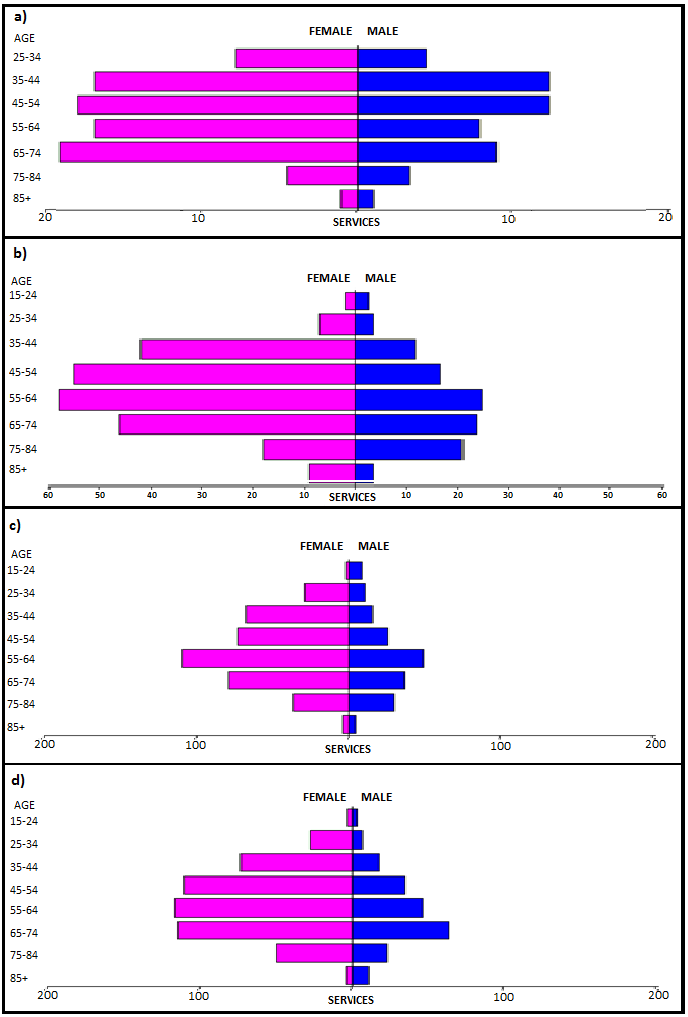 a)
FEMALE MALE
AGE
25-34
35-44
45-54
55-64
65-74
75-84
85+
20 10 10 20
SERVICES
b)
FEMALE MALE
AGE
15-24
25-34
35-44
45-54
55-64
65-74
75-84
85+
60 50 40 30 20 10 SERVICES 10 20 30 40 50 60
c)
FEMALE MALE
AGE
15-24
25-34
35-44
45-54
55-64
65-74
75-84
85+
200 100 100 200
SERVICES
d)
FEMALE MALE
AGE
15-24
25-34
35-44
45-54
55-64
65-74
75-84
85+
200 100 100 200
SERVICES